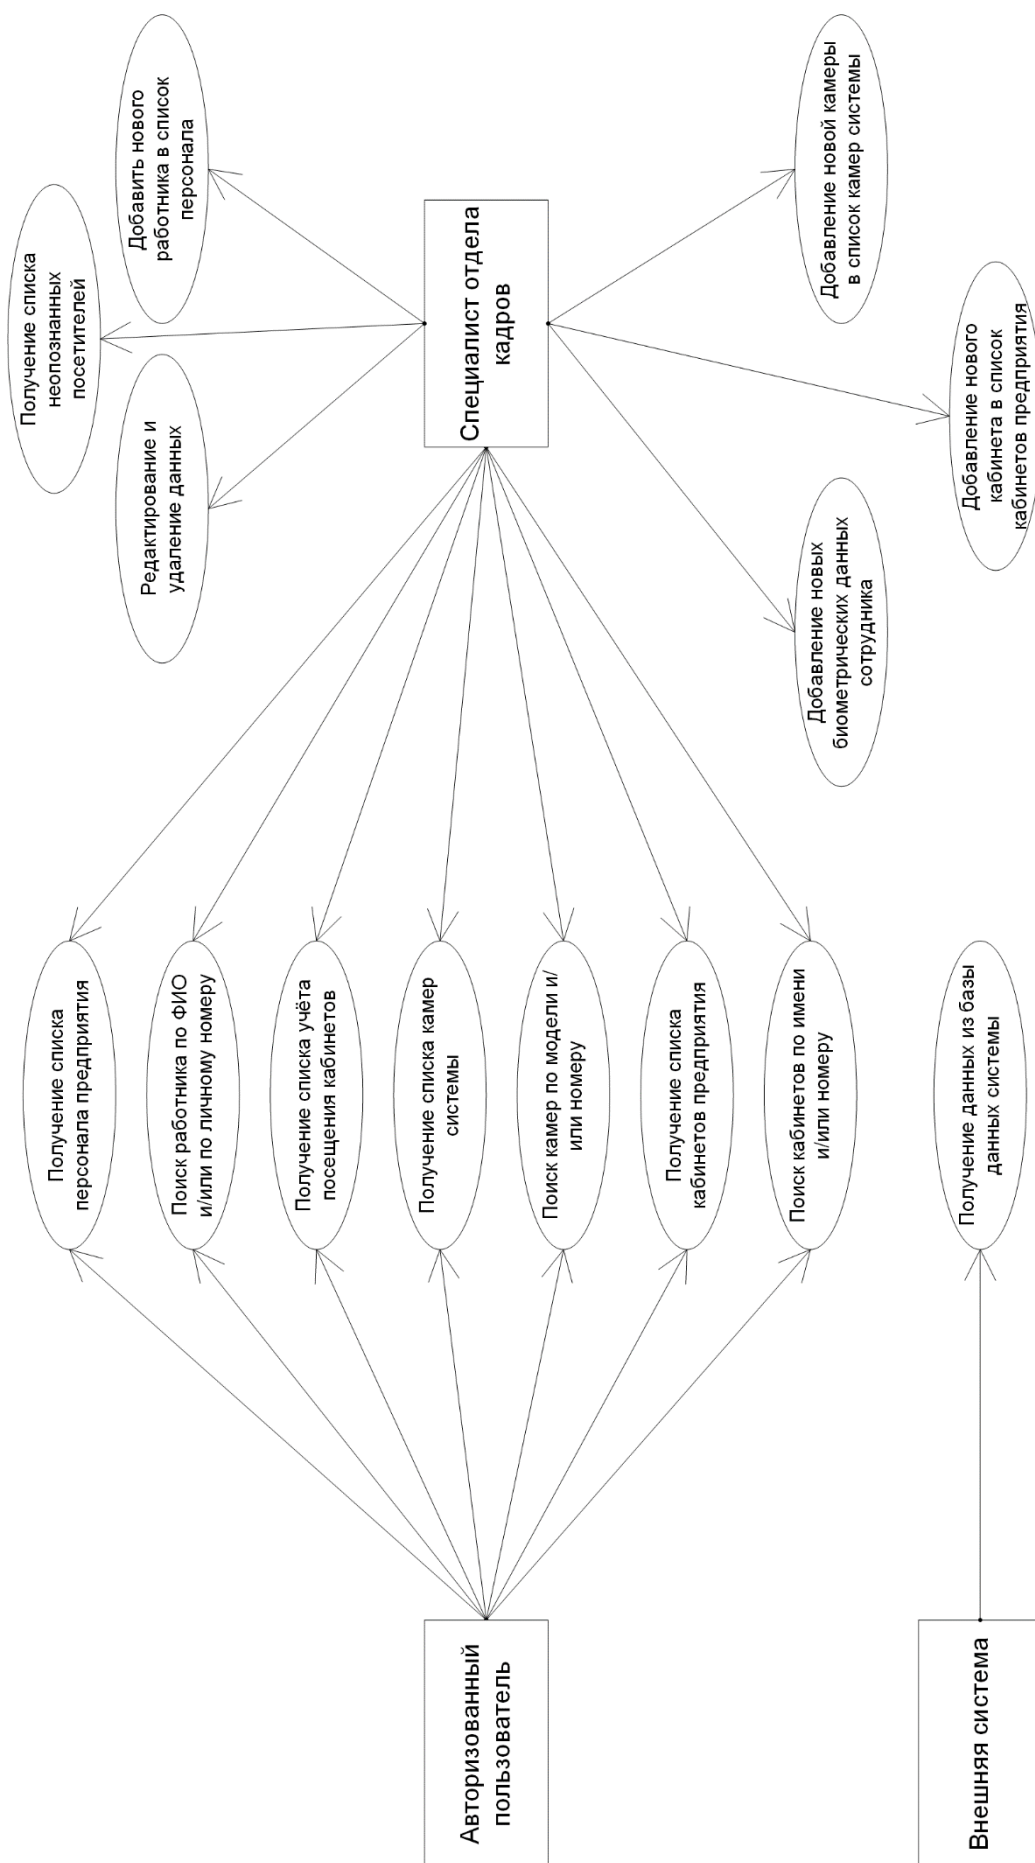 Авторизованный
пользователь
Внешняя система
Получение списка
персонала предприятия
Поиск работника по ФИО
и/или по личному номеру
Получение списка учёта
посещения кабинетов
Получение списка камер
системы
Поиск камер по модели и/
или номеру
Получение списка
кабинетов предприятия
Поиск кабинетов по имени
и/или номеру
Получение данных из базы
данных системы
Специалист отдела
кадров
Получение списка
неопознанных
посетителей
Редактирование и
удаление данных
Добавить нового
работника в список
персонала
Добавление новых
биометрических данных
сотрудника
Добавление нового
кабинета в список
кабинетов предприятия
Добавление новой камеры
в список камер системы